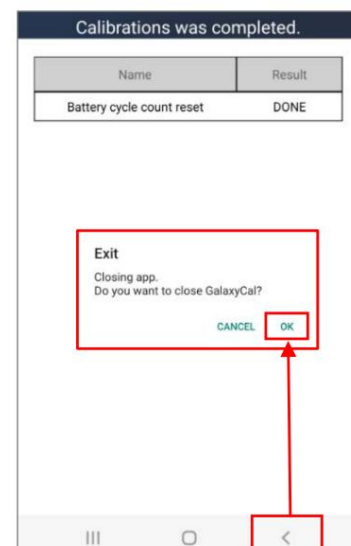 Calibrations was completed.
Name Result
Battery cycle count reset DONE
Exit
Closing app.
Do you want to close GalaxyCal?
CANCEL OK